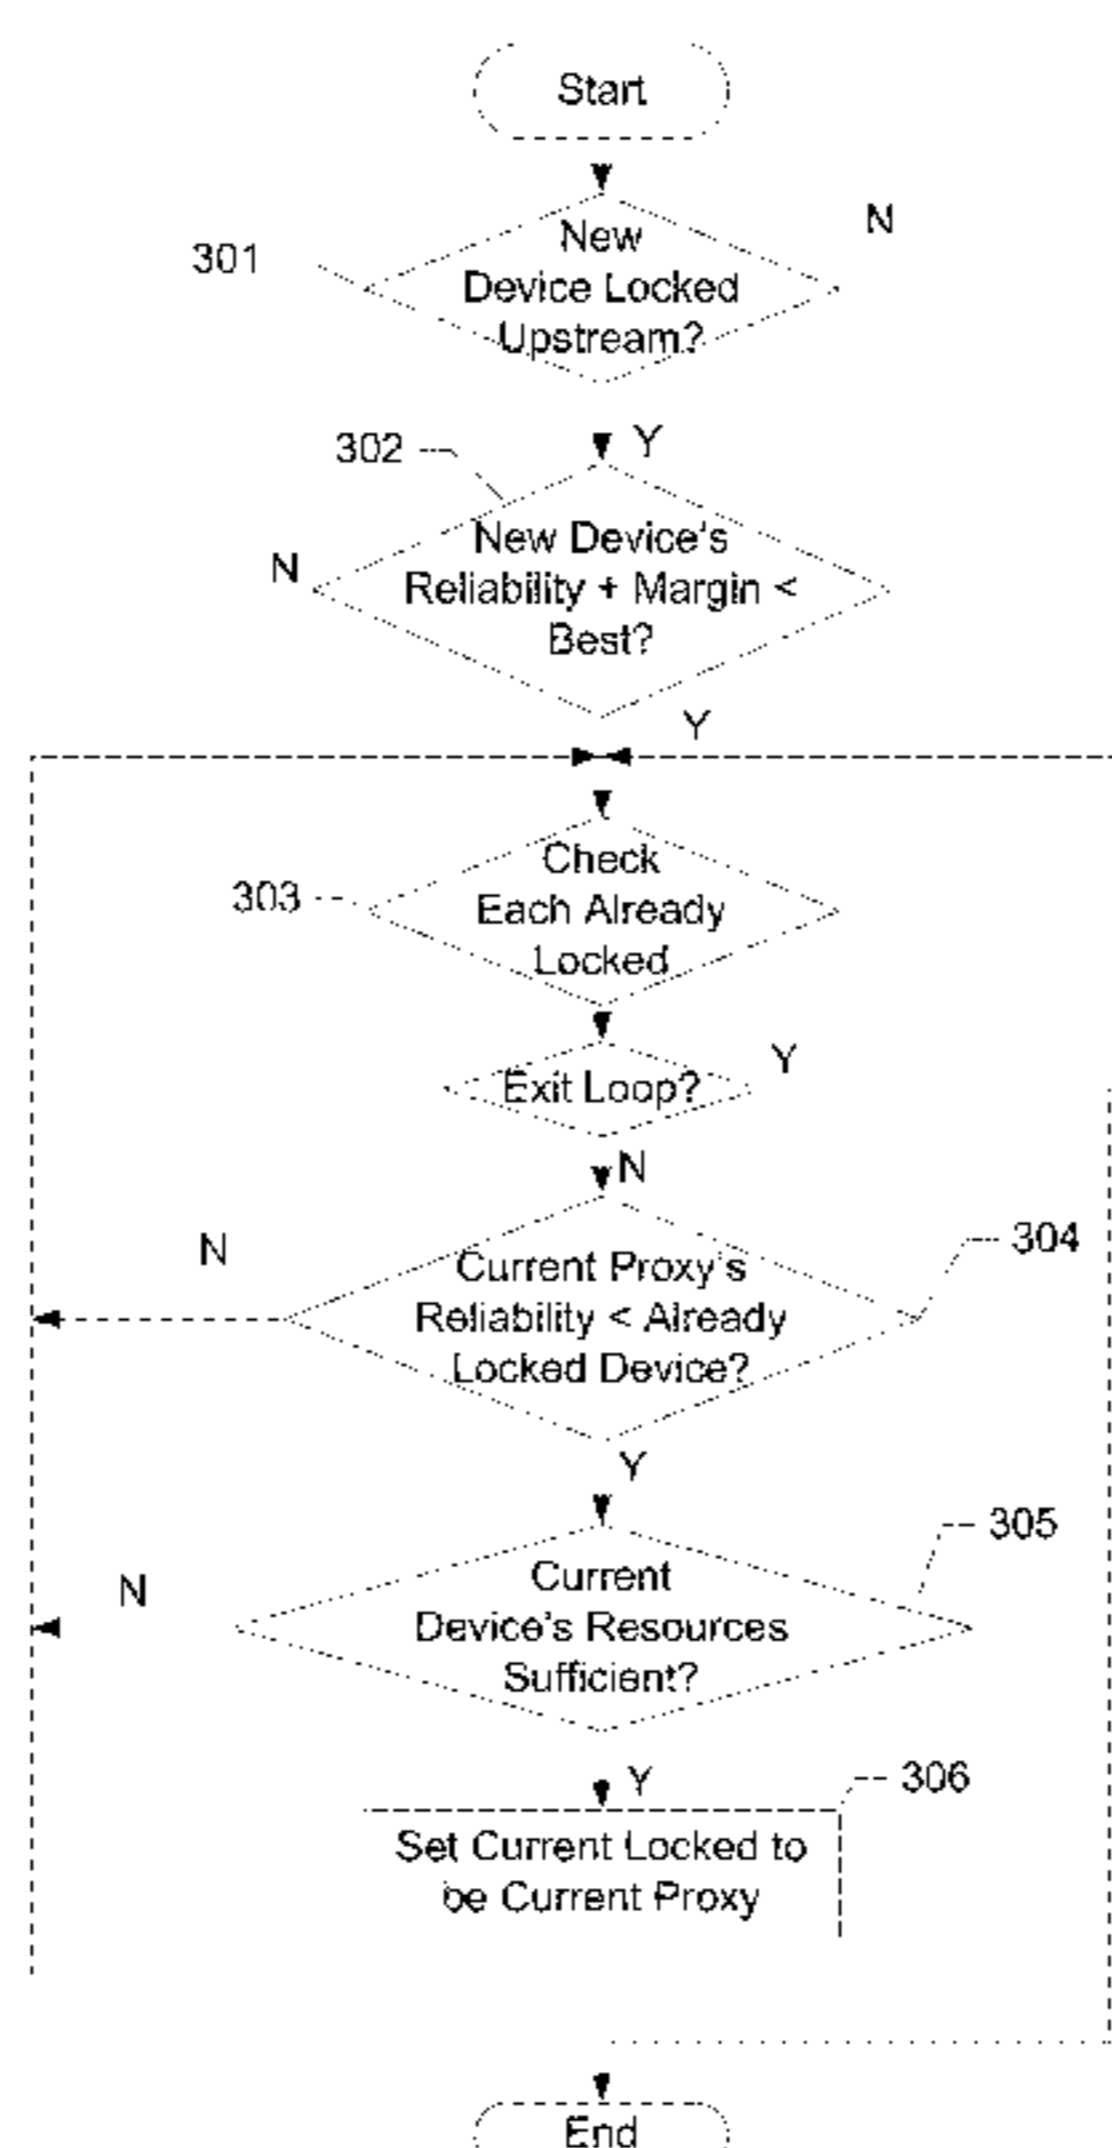 Start
N
301
New
Device Locked
Upstream?
Y
302
N
New Device's
Reliability + Margin <
Best?
Y
303
Check
Each Already
Locked
Exit Loop?
Y
N
N
304
Current Proxy's
Reliability < Already
Locked Device?
Y
305
N
Current
Device's Resources
Sufficient?
Y
306
Set Current Locked to
be Current Proxy
End